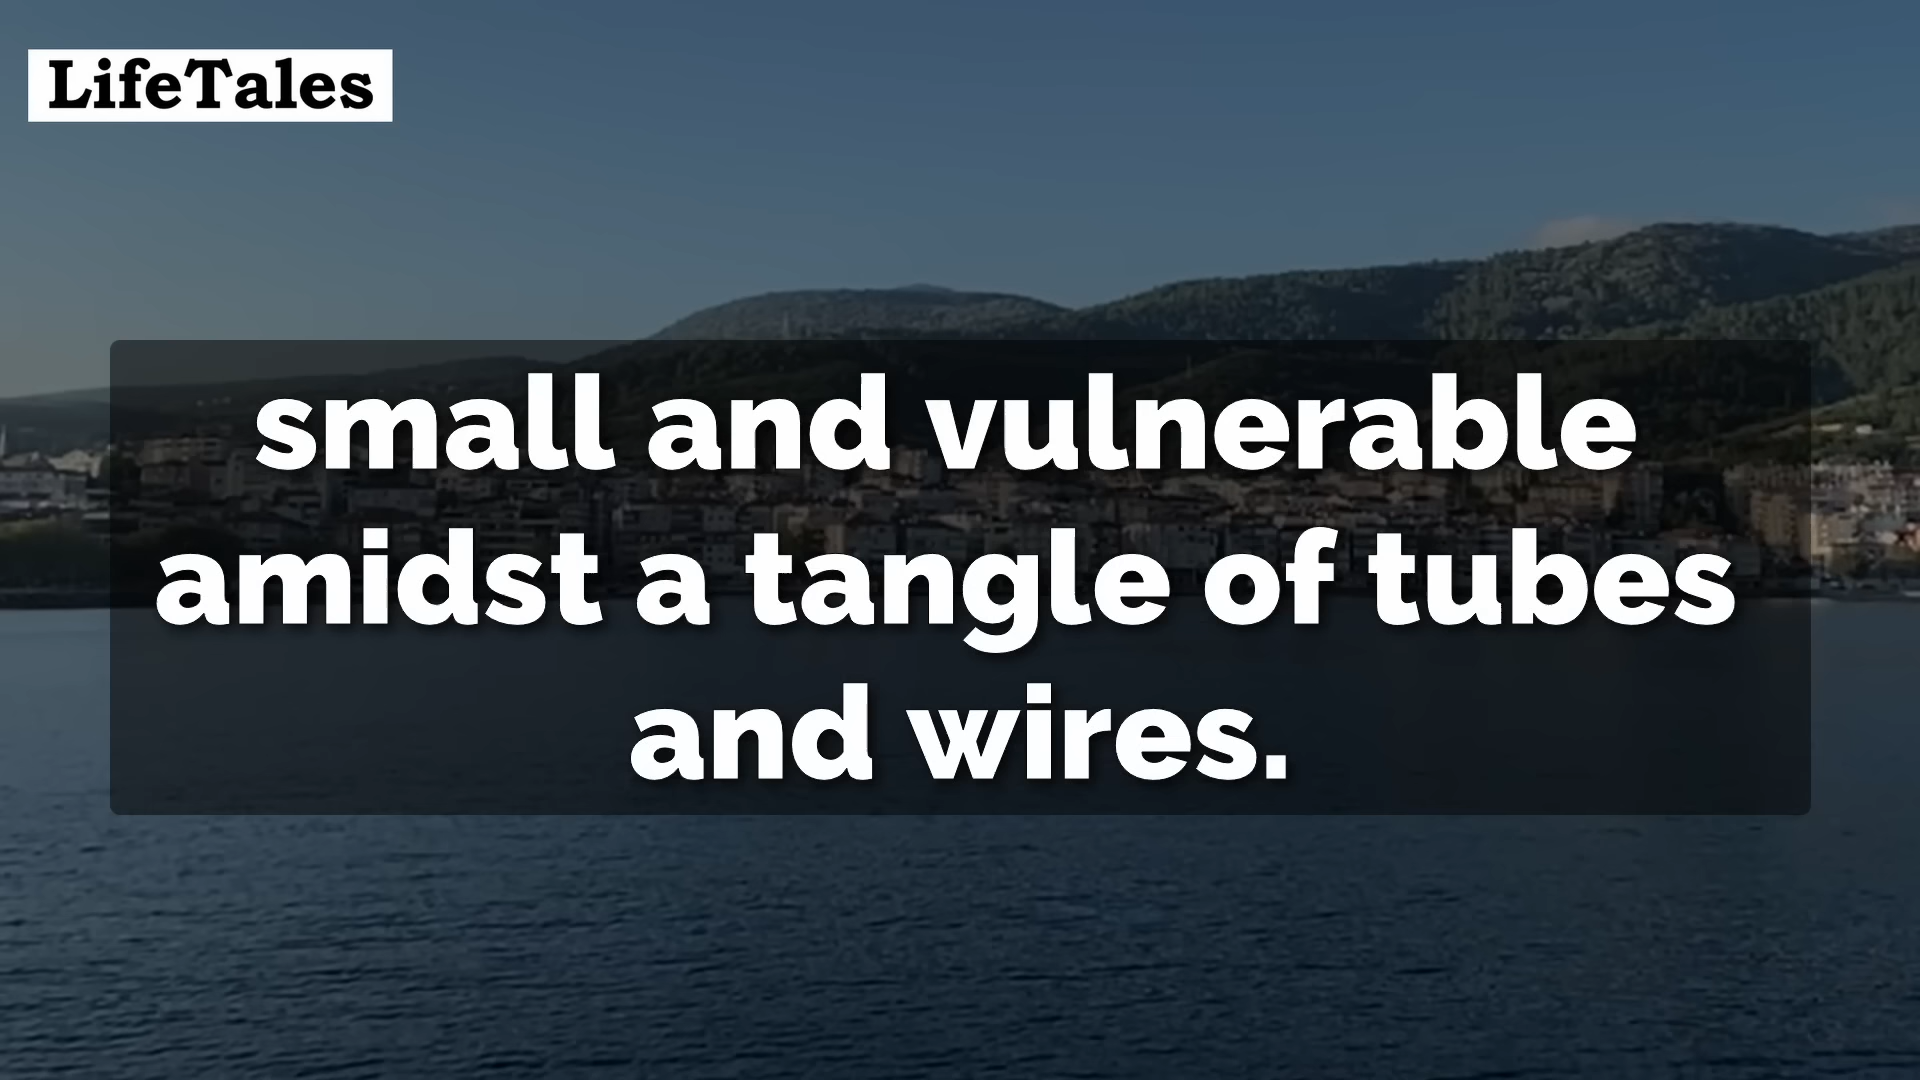 LifeTales
small and vulnerable
amidst a tangle of tubes
and wires.